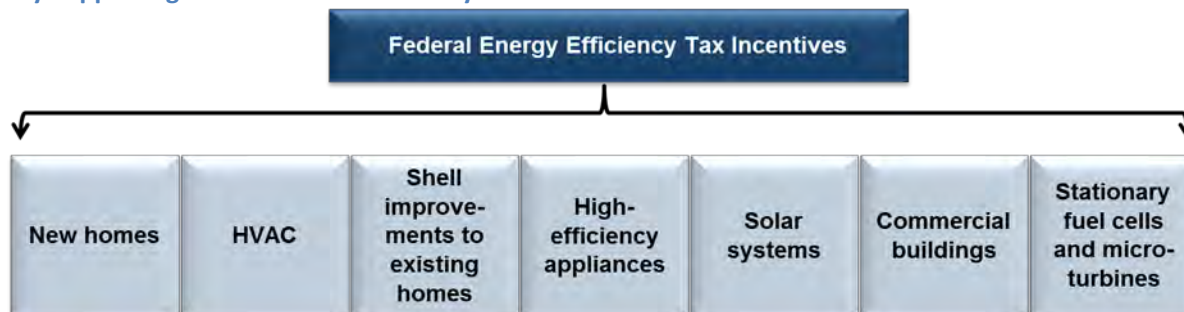 Federal Energy Efficiency Tax Incentives
New homes
HVAC
Shell
improve-
ments to
existing
homes
High-
efficiency
appliances
Solar
systems
Commercial
buildings
Stationary
fuel cells
and micro-
turbines